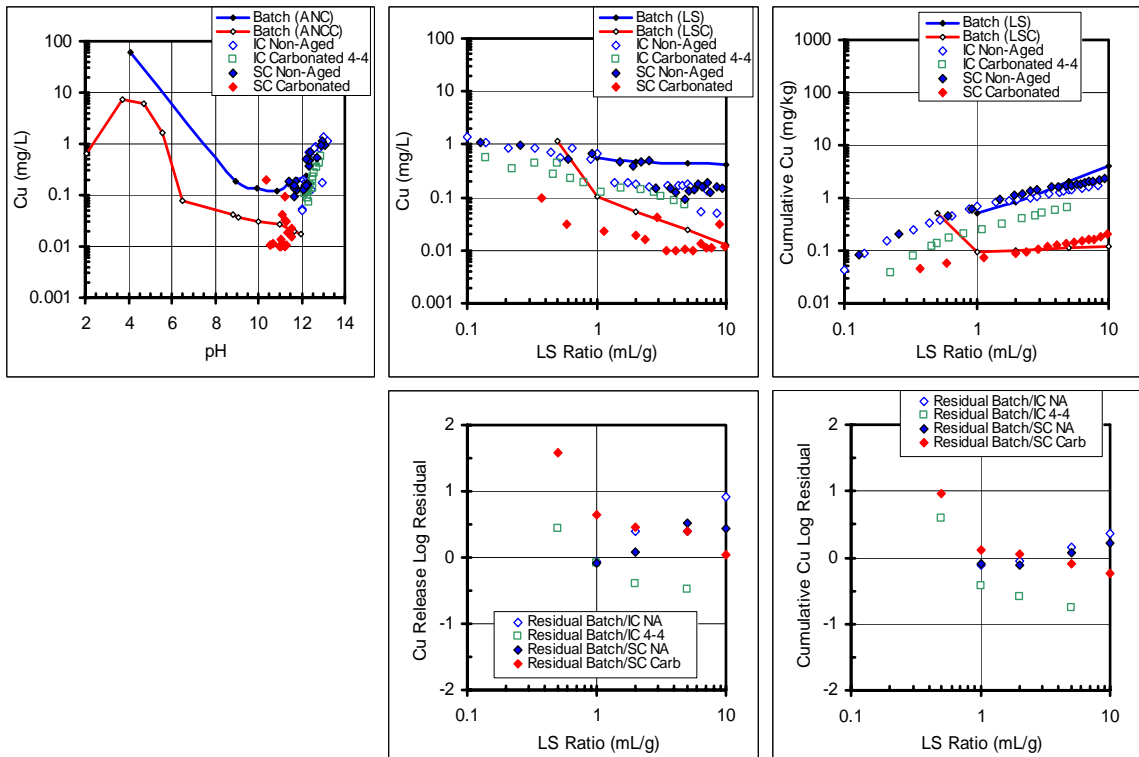 Batch (ANC)
Batch (ANCC)
IC Non-Aged
IC Carbonated 4-4
SC Non-Aged
SC Carbonated
100
10
1
0.1
0.01
0.001
Cu (mg/L)
2 4 6 8 10 12 14
pH
Batch (LS)
Batch (LSC)
IC Non-Aged
IC Carbonated 4-4
SC Non-Aged
SC Carbonated
100
10
1
0.1
0.01
0.001
Cu (mg/L)
0.1 1 10
LS Ratio (mL/g)
Batch (LS)
Batch (LSC)
IC Non-Aged
IC Carbonated 4-4
SC Non-Aged
SC Carbonated
1000
100
10
1
0.1
0.01
Cumulative Cu (mg/kg)
0.1 1 10
LS Ratio (mL/g)
2
1
0
-1
-2
Cu Release Log Residual
Residual Batch/IC NA
Residual Batch/IC 4-4
Residual Batch/SC NA
Residual Batch/SC Carb
0.1 1 10
LS Ratio (mL/g)
Residual Batch/IC NA
Residual Batch/IC 4-4
Residual Batch/SC NA
Residual Batch/SC Carb
2
1
0
-1
-2
Cumulative Cu Log Residual
0.1 1 10
LS Ratio (mL/g)